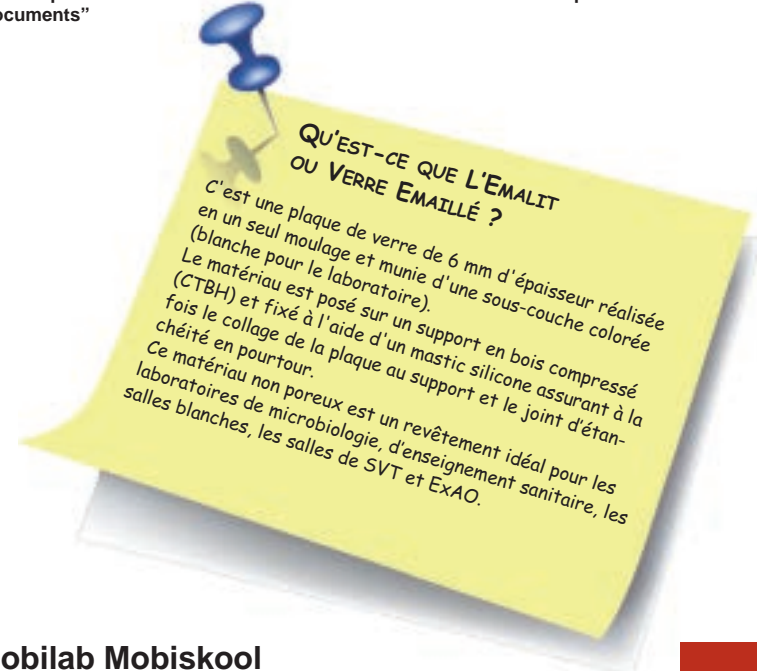 ocuments”
QU'EST-CE QUE L'EMALIT
OU VERRE EMAILLÉ ?
C'est une plaque de verre de 6 mm d'épaisseur réalisée
en un seul moulage et munie d'une sous-couche colorée
(blanche pour le laboratoire).
Le matériau est posé sur un support en bois compressé
(CTBH) et fixé à l'aide d'un mastic silicone assurant à la
fois le collage de la plaque au support et le joint d'étan-
chéité en pourtour.
Ce matériau non poreux est un revêtement idéal pour les
laboratoires de microbiologie, d'enseignement sanitaire, les
salles blanches, les salles de SVT et ExAO.
obilab Mobiskool